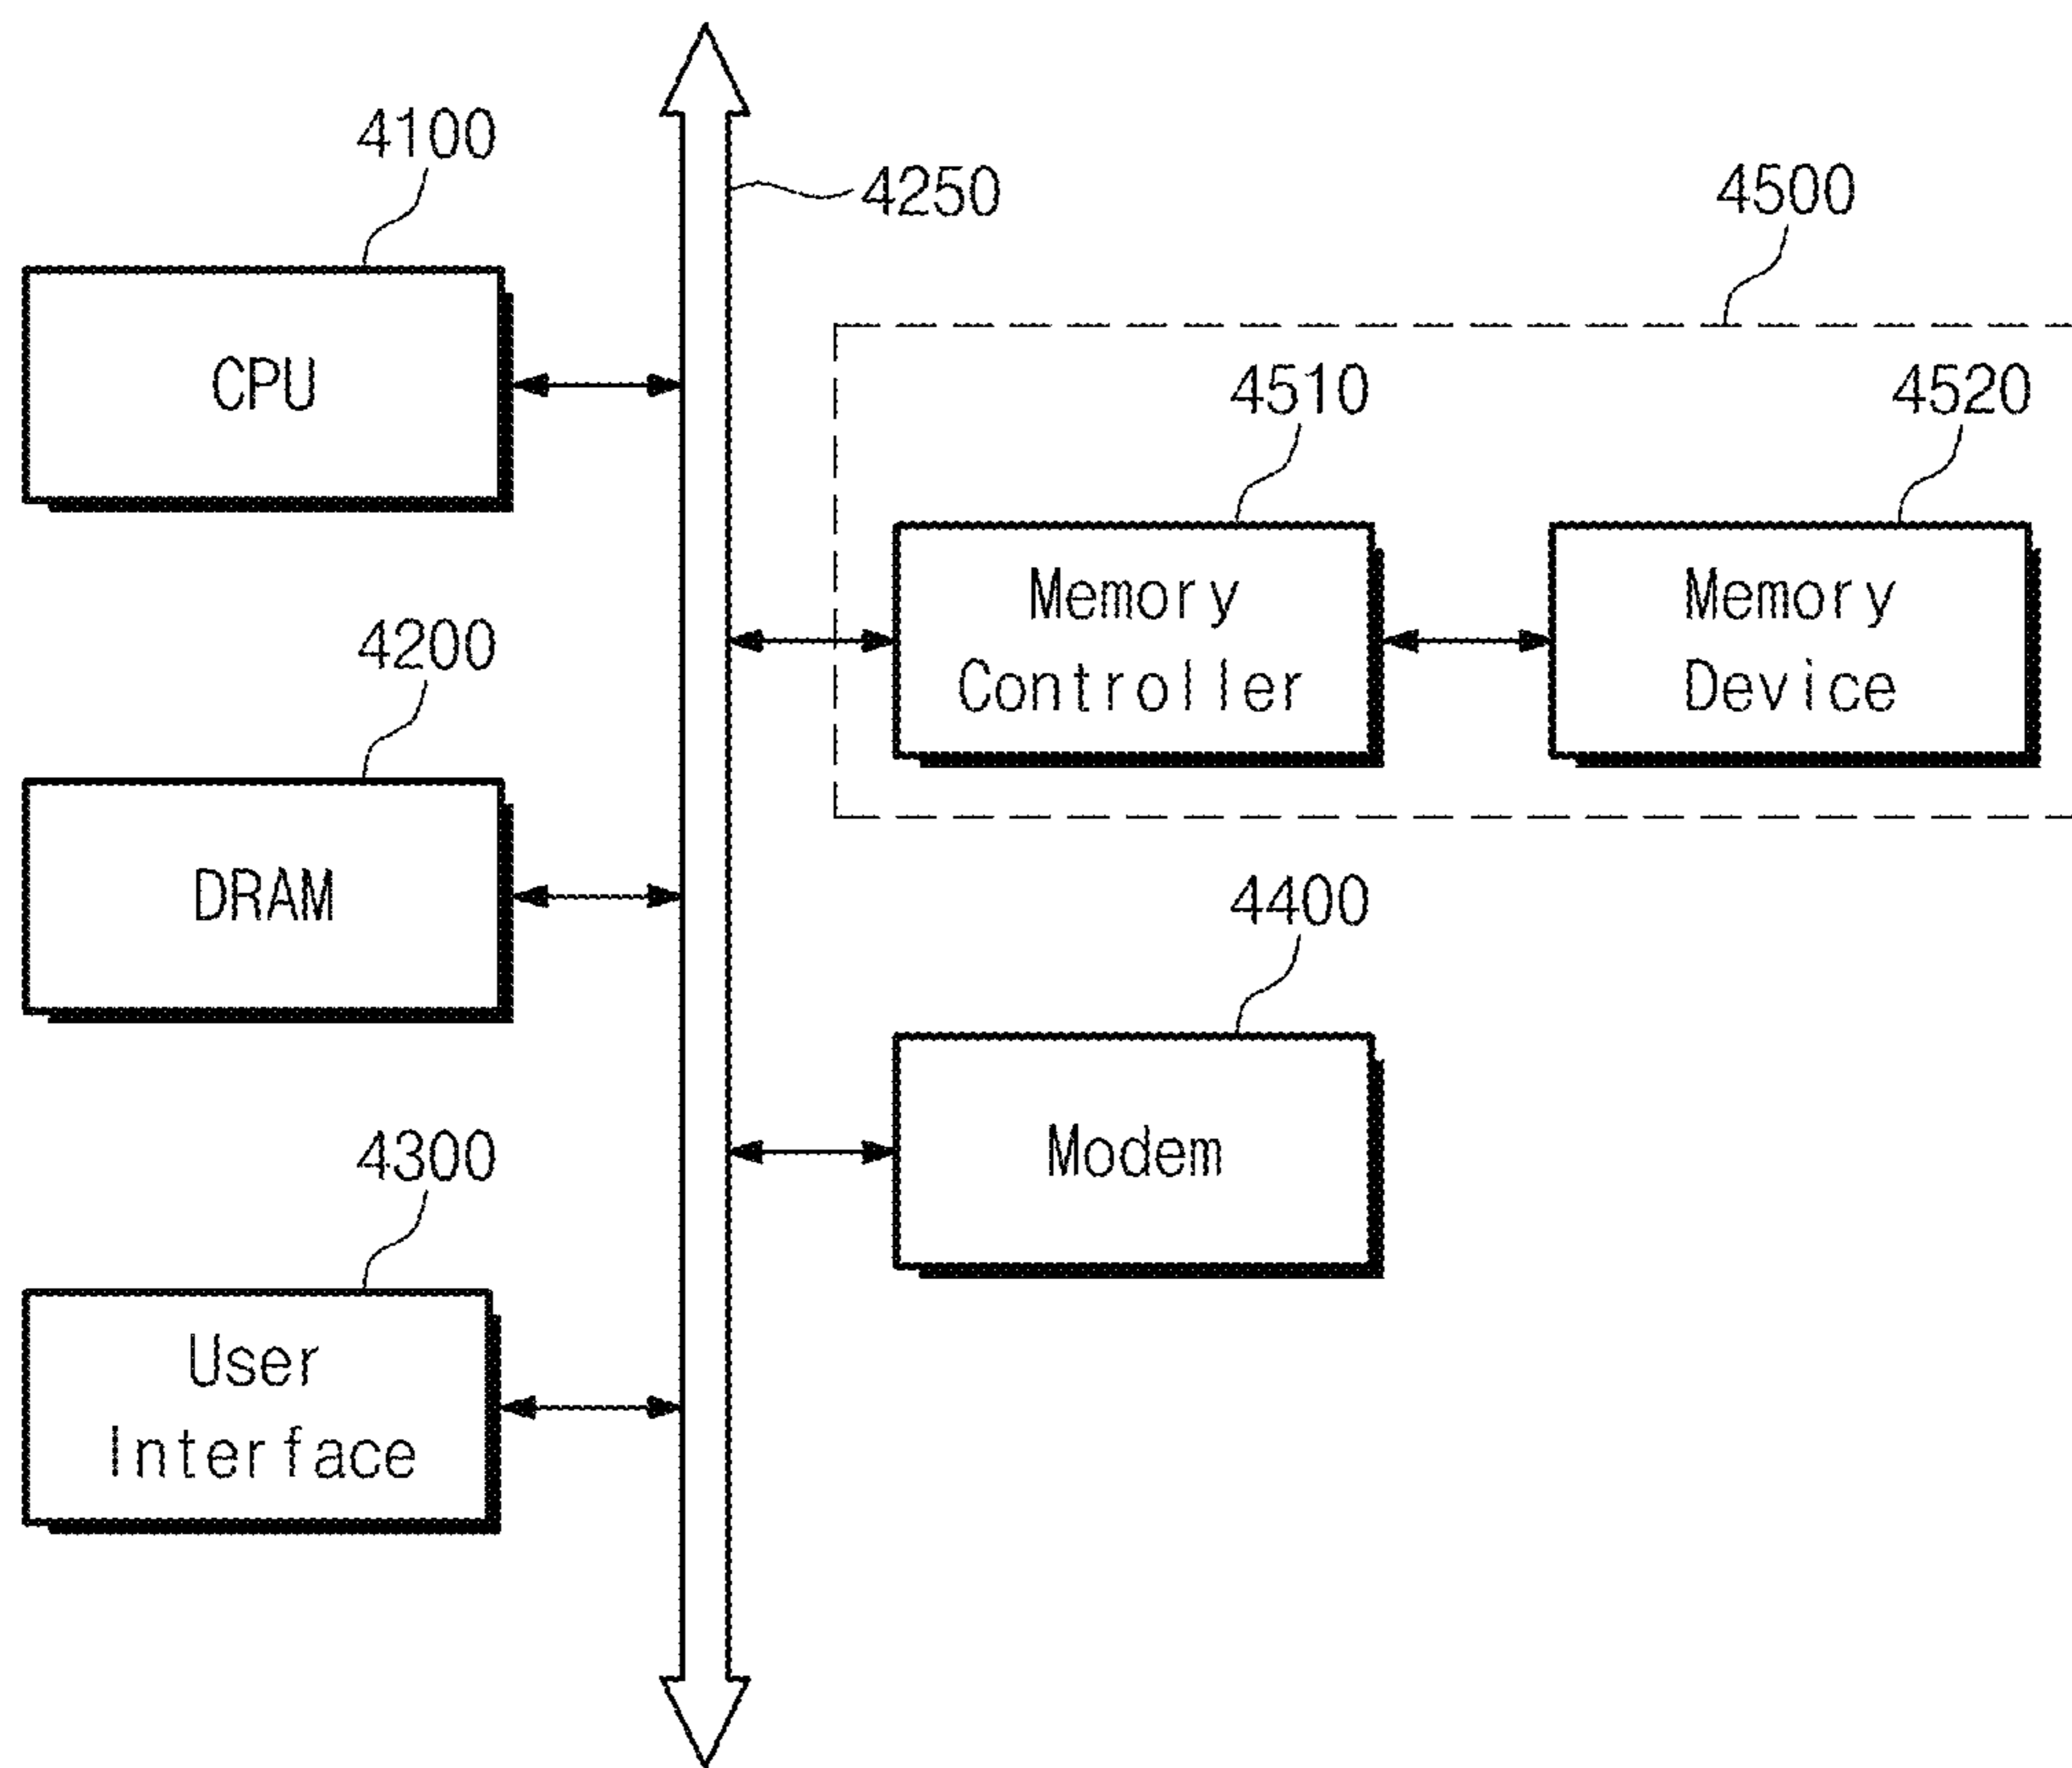 4100
4250
4500
CPU
4510
4520
Memory
Controller
Memory
Device
4200
DRAM
4400
Modem
4300
User
Interface